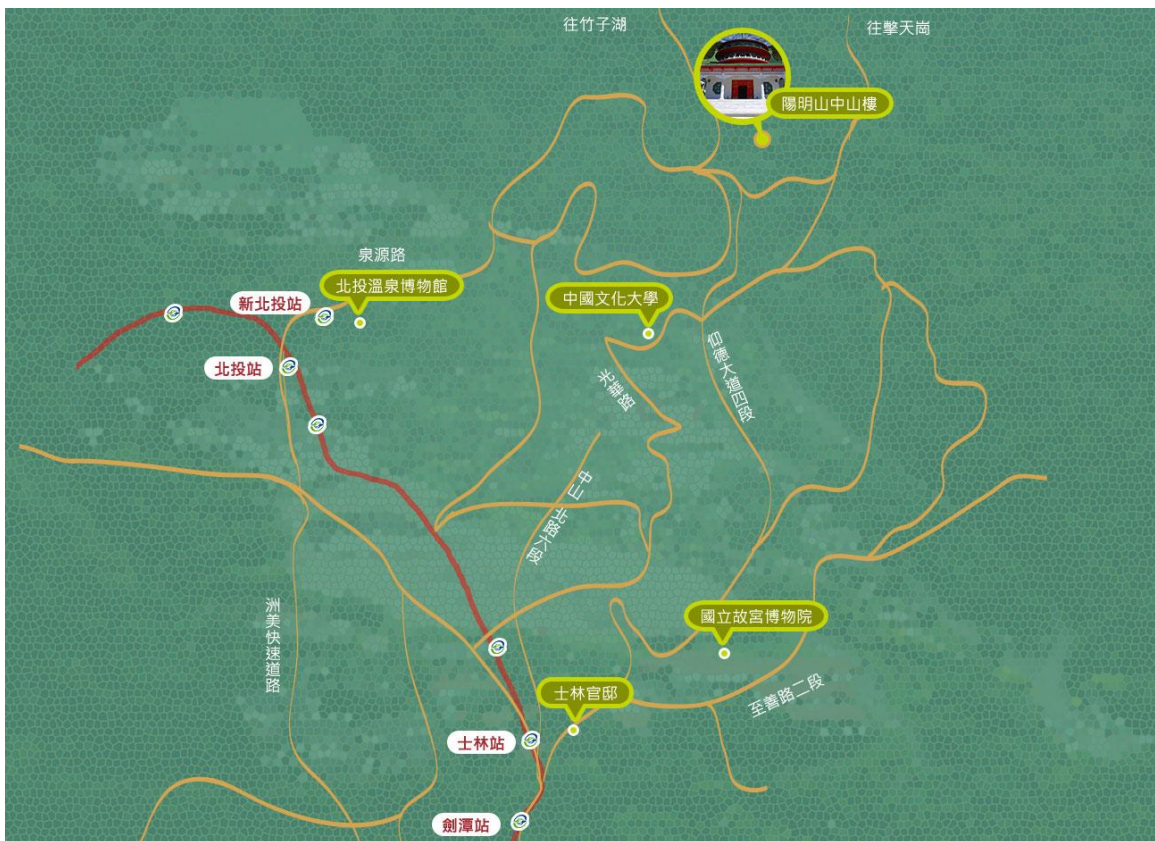 往竹子湖
往擎天崗
陽明山中山樓
泉源路
北投溫泉博物館
新北投站
中國文化大學
北投站
仰德大道四段
光華路
中山北路六段
洲美快速道路
國立故宮博物院
士林官邸
至善路二段
士林站
劍潭站